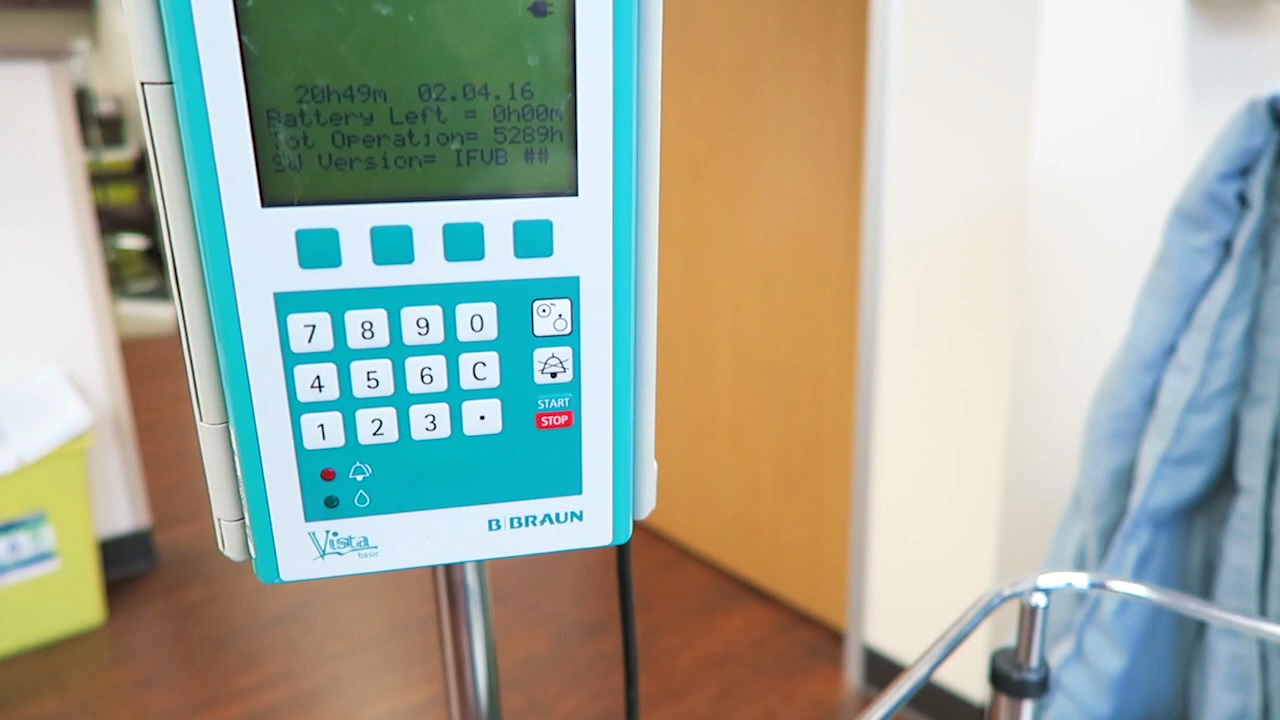 20h49m 02.04.16
Battery Left = 0h00m
Tot Operation= 5289h
SW Version= IFVB ##
7 8 9 0
4 5 6 C
1 2 3 .
START
STOP
Vista
basic
B|BRAUN